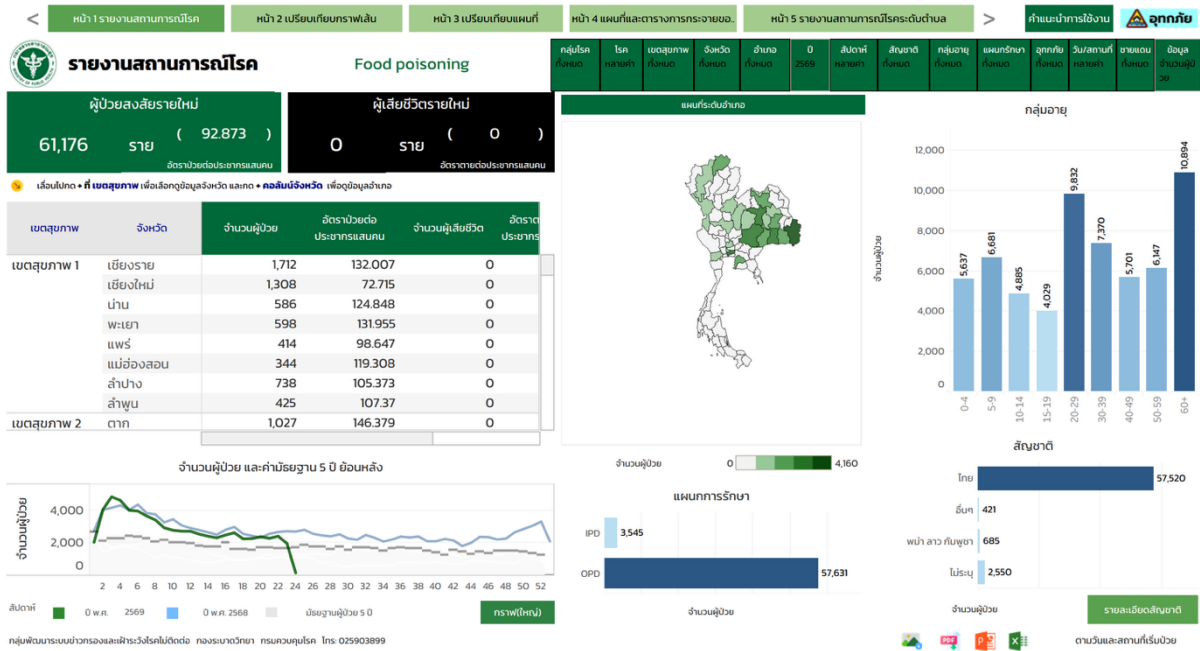 < หน้า 1 รายงานสถานการณ์โรค หน้า 2 เปรียบเทียบกราฟเส้น หน้า 3 เปรียบเทียบแผนที่ หน้า 4 แผนที่และตารางการกระจายขอ.. หน้า 5 รายงานสถานการณ์โรคระดับตำบล > คำแนะนำการใช้งาน อุทกภัย
รายงานสถานการณ์โรค Food poisoning
กลุ่มโรค โรค เขตสุขภาพ จังหวัด อำเภอ ปี สัปดาห์ สัญชาติ กลุ่มอายุ แผนกรักษา อุทกภัย วัน/สถานที่ ชายแดน ข้อมูล
ทั้งหมด หลายค่า ทั้งหมด ทั้งหมด ทั้งหมด 2569 หลายค่า ทั้งหมด ทั้งหมด ทั้งหมด ทั้งหมด หลายค่า ทั้งหมด จำนวนผู้ป่
วย
ผู้ป่วยสงสัยรายใหม่
61,176 ราย ( 92.873 )
อัตราป่วยต่อประชากรแสนคน
ผู้เสียชีวิตรายใหม่
0 ราย ( 0 )
อัตราตายต่อประชากรแสนคน
เลื่อนไปกด + ที่ เขตสุขภาพ เพื่อเลือกดูข้อมูลจังหวัด และกด + คอลัมน์จังหวัด เพื่อดูข้อมูลอำเภอ
เขตสุขภาพ จังหวัด จำนวนผู้ป่วย อัตราป่วยต่อ จำนวนผู้เสียชีวิต อัตราต
ประชากรแสนคน ประชากร
เขตสุขภาพ 1 เชียงราย 1,712 132.007 0
เชียงใหม่ 1,308 72.715 0
น่าน 586 124.848 0
พะเยา 598 131.955 0
แพร่ 414 98.647 0
แม่ฮ่องสอน 344 119.308 0
ลำปาง 738 105.373 0
ลำพูน 425 107.37 0
เขตสุขภาพ 2 ตาก 1,027 146.379 0
แผนที่ระดับอำเภอ
จำนวนผู้ป่วย 0 4,160
กลุ่มอายุ
จำนวนผู้ป่วย
12,000
10,000
8,000
6,000
4,000
2,000
0
5,637 6,681 4,885 4,029 9,832 7,370 5,701 6,147 10,894
0-4 5-9 10-14 15-19 20-29 30-39 40-49 50-59 60+
จำนวนผู้ป่วย และค่ามัธยฐาน 5 ปี ย้อนหลัง
จำนวนผู้ป่วย
4,000
2,000
0
2 4 6 8 10 12 14 16 18 20 22 24 26 28 30 32 34 36 38 40 42 44 46 48 50 52
สัปดาห์ ปี พ.ศ. 2569 ปี พ.ศ. 2568 มัธยฐานผู้ป่วย 5 ปี กราฟ(ใหญ่)
แผนกการรักษา
IPD 3,545
OPD 57,631
จำนวนผู้ป่วย
สัญชาติ
ไทย 57,520
อื่นๆ 421
พม่า ลาว กัมพูชา 685
ไม่ระบุ 2,550
จำนวนผู้ป่วย รายละเอียดสัญชาติ
กลุ่มพัฒนาระบบข่าวกรองและเฝ้าระวังโรคไม่ติดต่อ กองระบาดวิทยา กรมควบคุมโรค โทร: 025903899
PDF
ตามวันและสถานที่เริ่มป่วย